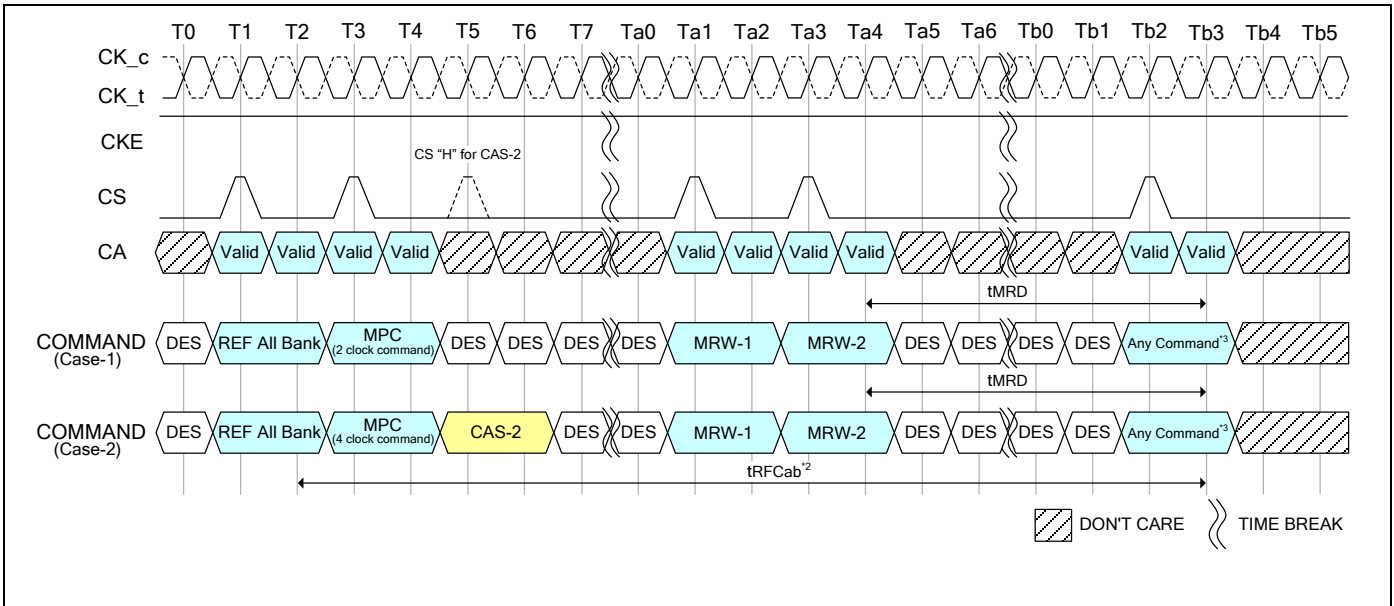 T0 T1 T2 T3 T4 T5 T6 T7 Ta0 Ta1 Ta2 Ta3 Ta4 Ta5 Ta6 Tb0 Tb1 Tb2 Tb3 Tb4 Tb5
CK_c
CK_t
CKE
CS "H" for CAS-2
CS
CA Valid Valid Valid Valid Valid Valid Valid Valid Valid Valid
tMRD
COMMAND (Case-1) DES REF All Bank MPC (2 clock command) DES DES DES DES MRW-1 MRW-2 DES DES DES DES Any Command*3
tMRD
COMMAND (Case-2) DES REF All Bank MPC (4 clock command) CAS-2 DES DES MRW-1 MRW-2 DES DES DES DES Any Command*3
tRFCab*2
DON'T CARE TIME BREAK